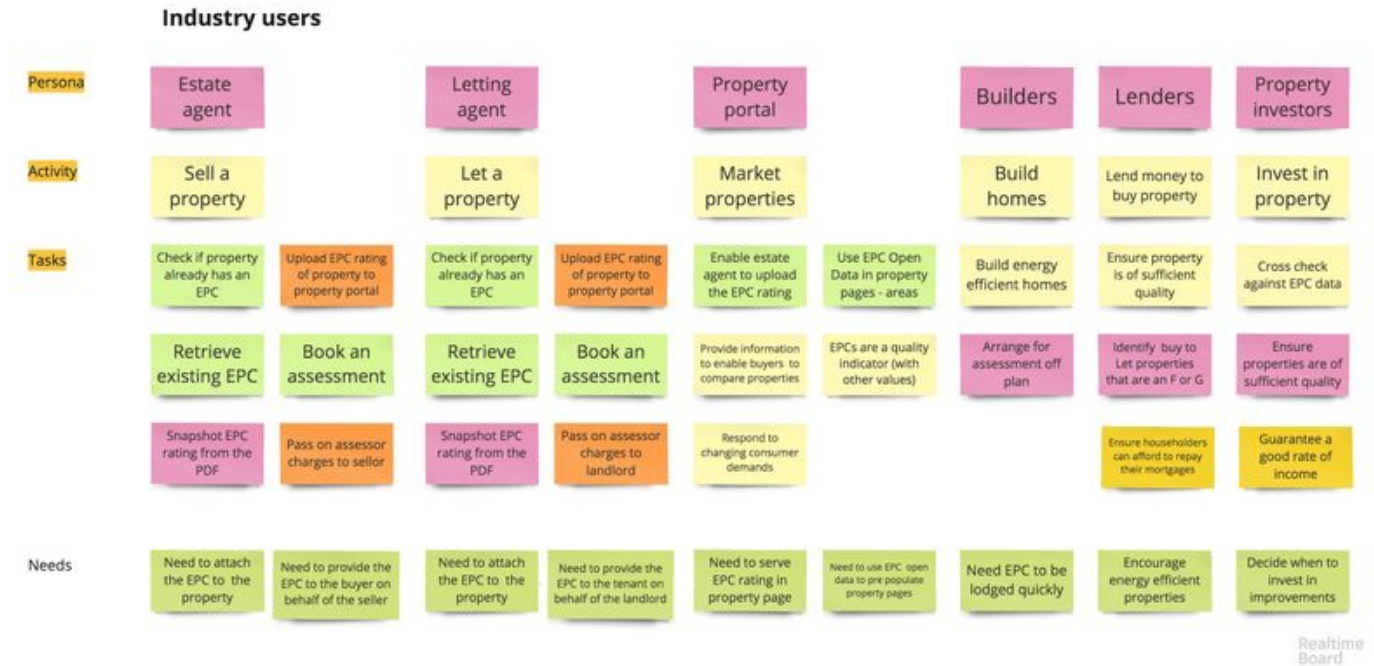 Industry users
Persona
Estate
agent
Letting
agent
Property
portal
Builders
Lenders
Property
investors
Activity
Sell a
property
Let a
property
Market
properties
Build
homes
Lend money to
buy property
Invest in
property
Tasks
Check if property
already has an
EPC
Upload EPC rating
of property to
property portal
Check if property
already has an
EPC
Upload EPC rating
of property to
property portal
Enable estate
agent to upload
the EPC rating
Use EPC Open
Data in property
pages - areas
Build energy
efficient homes
Ensure property
is of sufficient
quality
Cross check
against EPC data
Retrieve
existing EPC
Book an
assessment
Retrieve
existing EPC
Book an
assessment
Provide information
to enable buyers to
compare properties
EPCs are a quality
indicator (with
other values)
Arrange for
assessment off
plan
Identify buy to
Let properties
that are an F or G
Ensure
properties are of
sufficient quality
Snapshot EPC
rating from the
PDF
Pass on assessor
charges to sellor
Snapshot EPC
rating from the
PDF
Pass on assessor
charges to
landlord
Respond to
changing consumer
demands
Ensure householders
can afford to repay
their mortgages
Guarantee a
good rate of
income
Needs
Need to attach
the EPC to the
property
Need to provide the
EPC to the buyer on
behalf of the seller
Need to attach
the EPC to the
property
Need to provide the
EPC to the tenant on
behalf of the landlord
Need to serve
EPC rating in
property page
Need to use EPC open
data to pre populate
property pages
Need EPC to be
lodged quickly
Encourage
energy efficient
properties
Decide when to
invest in
improvements
Realtime
Board